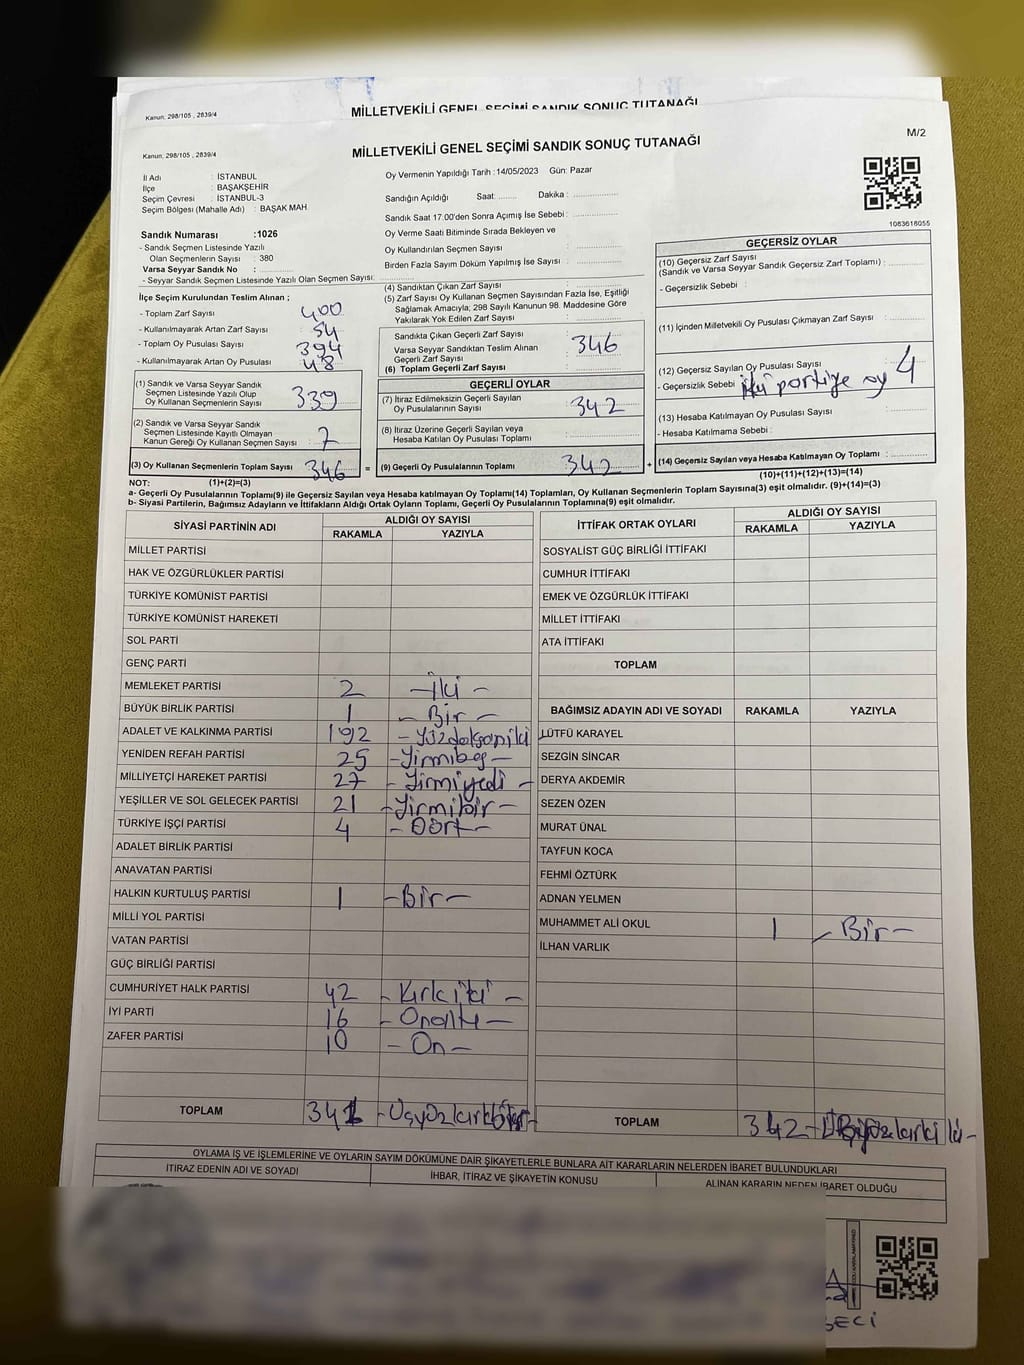 Kanun, 298/105 , 2839/4
MİLLETVEKİLİ GENEL SEÇİMİ SANDIK SONUÇ TUTANAĞI
M/2
Kanun, 298/105 , 2839/4
MİLLETVEKİLİ GENEL SEÇİMİ SANDIK SONUÇ TUTANAĞI
İl Adı : İSTANBUL
İlçe : BAŞAKŞEHİR
Seçim Çevresi : İSTANBUL-3
Seçim Bölgesi (Mahalle Adı) : BAŞAK MAH
Sandık Numarası :1026
- Sandık Seçmen Listesinde Yazılı
Olan Seçmenlerin Sayısı : 380
Varsa Seyyar Sandık No :
- Seyyar Sandık Seçmen Listesinde Yazılı Olan Seçmen Sayısı:
İlçe Seçim Kurulundan Teslim Alınan ;
- Toplam Zarf Sayısı : 400
- Kullanılmayarak Artan Zarf Sayısı : 54
- Toplam Oy Pusulası Sayısı : 394
- Kullanılmayarak Artan Oy Pusulası : 48
(1) Sandık ve Varsa Seyyar Sandık
Seçmen Listesinde Yazılı Olup
Oy Kullanan Seçmenlerin Sayısı : 339
(2) Sandık ve Varsa Seyyar Sandık
Seçmen Listesinde Kayıtlı Olmayan
Kanun Gereği Oy Kullanan Seçmen Sayısı : 7
(3) Oy Kullanan Seçmenlerin Toplam Sayısı : 346 =
Oy Vermenin Yapıldığı Tarih : 14/05/2023 Gün: Pazar
Sandığın Açıldığı Saat: Dakika :
Sandık Saat 17:00'den Sonra Açımış İse Sebebi :
Oy Verme Saati Bitiminde Sırada Bekleyen ve
Oy Kullandırılan Seçmen Sayısı :
Birden Fazla Sayım Döküm Yapılmış İse Sayısı :
(4) Sandıktan Çıkan Zarf Sayısı :
(5) Zarf Sayısı Oy Kullanan Seçmen Sayısından Fazla İse, Eşitliği
Sağlamak Amacıyla; 298 Sayılı Kanunun 98. Maddesine Göre
Yakılarak Yok Edilen Zarf Sayısı :
Sandıkta Çıkan Geçerli Zarf Sayısı
Varsa Seyyar Sandıktan Teslim Alınan
Geçerli Zarf Sayısı
(6) Toplam Geçerli Zarf Sayısı : 346
GEÇERLİ OYLAR
(7) İtiraz Edilmeksizin Geçerli Sayılan
Oy Pusulalarının Sayısı : 342
(8) İtiraz Üzerine Geçerli Sayılan veya
Hesaba Katılan Oy Pusulası Toplamı :
(9) Geçerli Oy Pusulalarının Toplamı : 342 +
1083618055
GEÇERSİZ OYLAR
(10) Geçersiz Zarf Sayısı
(Sandık ve Varsa Seyyar Sandık Geçersiz Zarf Toplamı) :
- Geçersizlik Sebebi :
(11) İçinden Milletvekili Oy Pusulası Çıkmayan Zarf Sayısı :
(12) Geçersiz Sayılan Oy Pusulası Sayısı : 4
- Geçersizlik Sebebi : iki partiye oy
(13) Hesaba Katılmayan Oy Pusulası Sayısı :
- Hesaba Katılmama Sebebi :
(14) Geçersiz Sayılan veya Hesaba Katılmayan Oy Toplamı :
NOT: (1)+(2)=(3) (10)+(11)+(12)+(13)=(14)
a- Geçerli Oy Pusulalarının Toplamı(9) ile Geçersiz Sayılan veya Hesaba katılmayan Oy Toplamı(14) Toplamları, Oy Kullanan Seçmenlerin Toplam Sayısına(3) eşit olmalıdır. (9)+(14)=(3)
b- Siyasi Partilerin, Bağımsız Adayların ve İttifakların Aldığı Ortak Oyların Toplamı, Geçerli Oy Pusulalarının Toplamına(9) eşit olmalıdır.
SİYASİ PARTİNİN ADI ALDIĞI OY SAYISI
RAKAMLA YAZIYLA
MİLLET PARTİSİ
HAK VE ÖZGÜRLÜKLER PARTİSİ
TÜRKİYE KOMÜNİST PARTİSİ
TÜRKİYE KOMÜNİST HAREKETİ
SOL PARTİ
GENÇ PARTİ
MEMLEKET PARTİSİ 2 -İki-
BÜYÜK BİRLİK PARTİSİ 1 -Bir-
ADALET VE KALKINMA PARTİSİ 192 -Yüzdoksaniki
YENİDEN REFAH PARTİSİ 25 -Yirmibeş-
MİLLİYETÇİ HAREKET PARTİSİ 27 -Yirmiyedi-
YEŞİLLER VE SOL GELECEK PARTİSİ 21 -Yirmibir-
TÜRKİYE İŞÇİ PARTİSİ 4 -Dört-
ADALET BİRLİK PARTİSİ
ANAVATAN PARTİSİ
HALKIN KURTULUŞ PARTİSİ 1 -Bir-
MİLLİ YOL PARTİSİ
VATAN PARTİSİ
GÜÇ BİRLİĞİ PARTİSİ
CUMHURİYET HALK PARTİSİ 42 -Kırkiki-
İYİ PARTİ 16 -Onaltı-
ZAFER PARTİSİ 10 -On-
TOPLAM 341
İTTİFAK ORTAK OYLARI ALDIĞI OY SAYISI
RAKAMLA YAZIYLA
SOSYALİST GÜÇ BİRLİĞİ İTTİFAKI
CUMHUR İTTİFAKI
EMEK VE ÖZGÜRLÜK İTTİFAKI
MİLLET İTTİFAKI
ATA İTTİFAKI
TOPLAM
BAĞIMSIZ ADAYIN ADI VE SOYADI RAKAMLA YAZIYLA
LÜTFÜ KARAYEL
SEZGİN SİNCAR
DERYA AKDEMİR
SEZEN ÖZEN
MURAT ÜNAL
TAYFUN KOCA
FEHMİ ÖZTÜRK
ADNAN YELMEN
MUHAMMET ALİ OKUL 1 -Bir-
İLHAN VARLIK
TOPLAM 342
OYLAMA İŞ VE İŞLEMLERİNE VE OYLARIN SAYIM DÖKÜMÜNE DAİR ŞİKAYETLERLE BUNLARA AİT KARARLARIN NELERDEN İBARET BULUNDUKLARI
İTİRAZ EDENİN ADI VE SOYADI İHBAR, İTİRAZ VE ŞİKAYETİN KONUSU ALINAN KARARIN NEDEN İBARET OLDUĞU